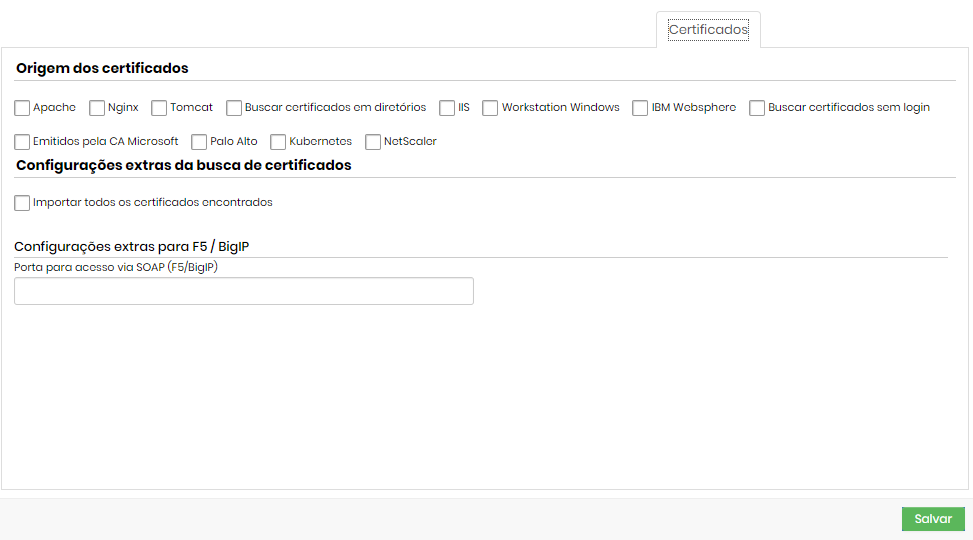 Certificados
Origem dos certificados
Apache Nginx Tomcat Buscar certificados em diretórios IIS Workstation Windows IBM Websphere Buscar certificados sem login
Emitidos pela CA Microsoft Palo Alto Kubernetes NetScaler
Configurações extras da busca de certificados
Importar todos os certificados encontrados
Configurações extras para F5 / BigIP
Porta para acesso via SOAP (F5/BigIP)
Salvar